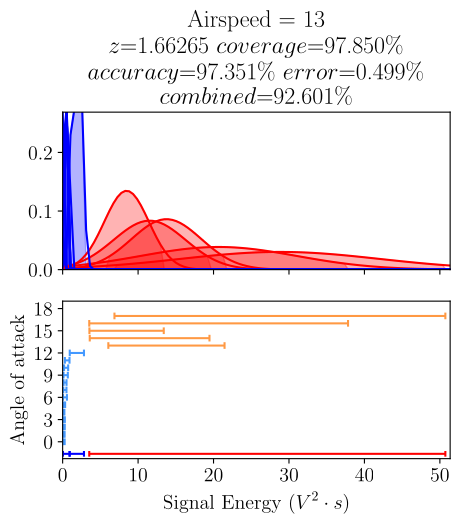 Airspeed = 13
z=1.66265 coverage=97.850%
accuracy=97.351% error=0.499%
combined=92.601%
0.2
0.1
0.0
18
15
12
9
6
3
0
Angle of attack
0 10 20 30 40 50
Signal Energy (V² · s)